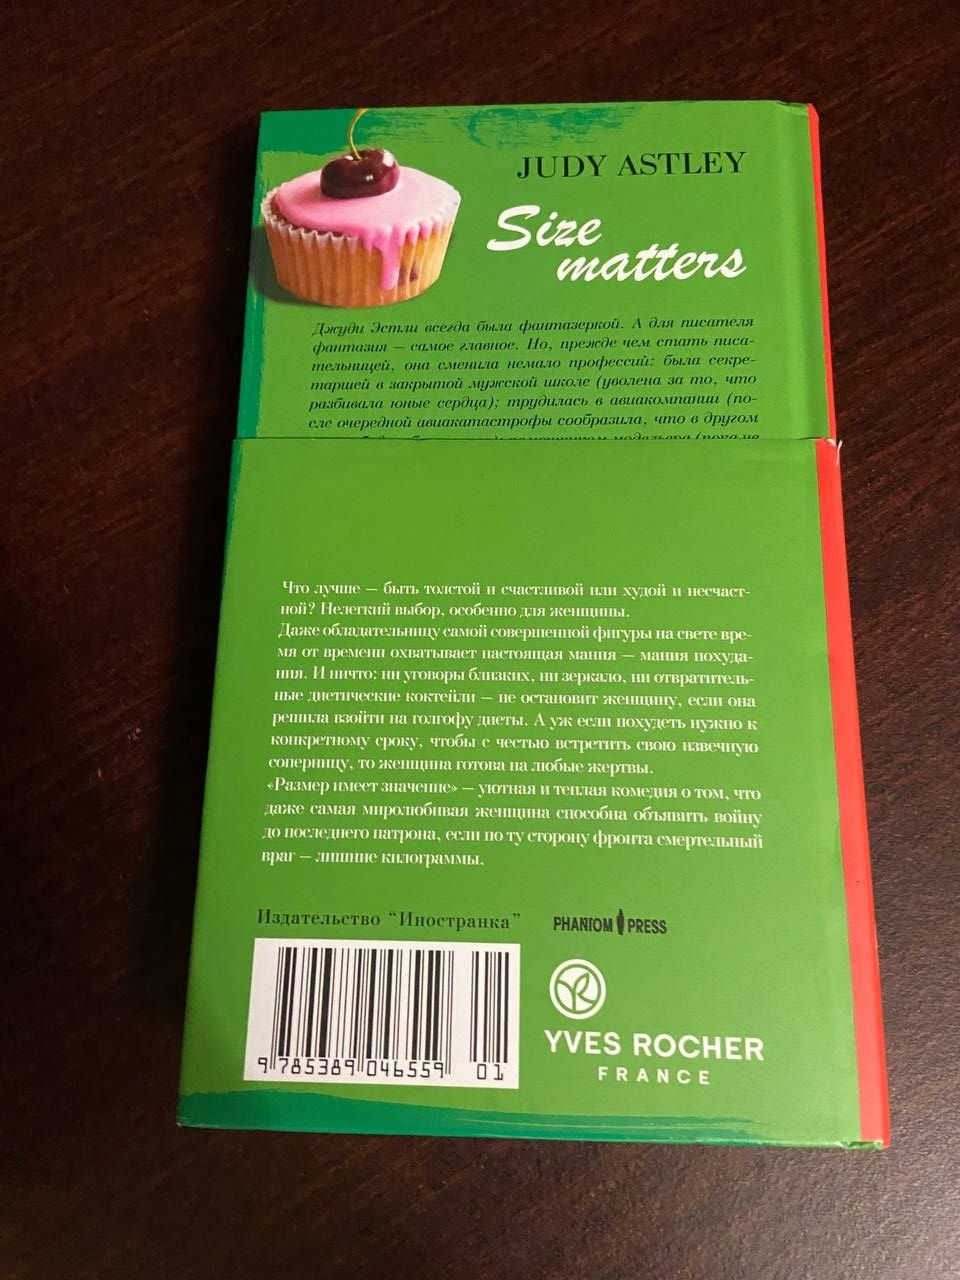 JUDY ASTLEY
Size
matters
Джуди Эстли всегда была фантазеркой. А для писателя
фантазия — самое главное. Но, прежде чем стать писа-
тельницей, она сменила немало профессий: была секре-
таршей в закрытой мужской школе (уволена за то, что
разбивала юные сердца); трудилась в авиакомпании (по-
сле очередной авиакатастрофы сообразила, что в другом
модельера (пока не
Что лучше — быть толстой и счастливой или худой и несчаст-
ной? Нелегкий выбор, особенно для женщины.
Даже обладательницу самой совершенной фигуры на свете вре-
мя от времени охватывает настоящая мания — мания похуда-
ния. И ничто: ни уговоры близких, ни зеркало, ни отвратитель-
ные диетические коктейли — не остановит женщину, если она
решила взойти на голгофу диеты. А уж если похудеть нужно к
конкретному сроку, чтобы с честью встретить свою извечную
соперницу, то женщина готова на любые жертвы.
«Размер имеет значение» — уютная и теплая комедия о том, что
даже самая миролюбивая женщина способна объявить войну
до последнего патрона, если по ту сторону фронта смертельный
враг — лишние килограммы.
Издательство “Иностранка”
PHANTOM PRESS
YVES ROCHER
FRANCE
9 785389 046559 01